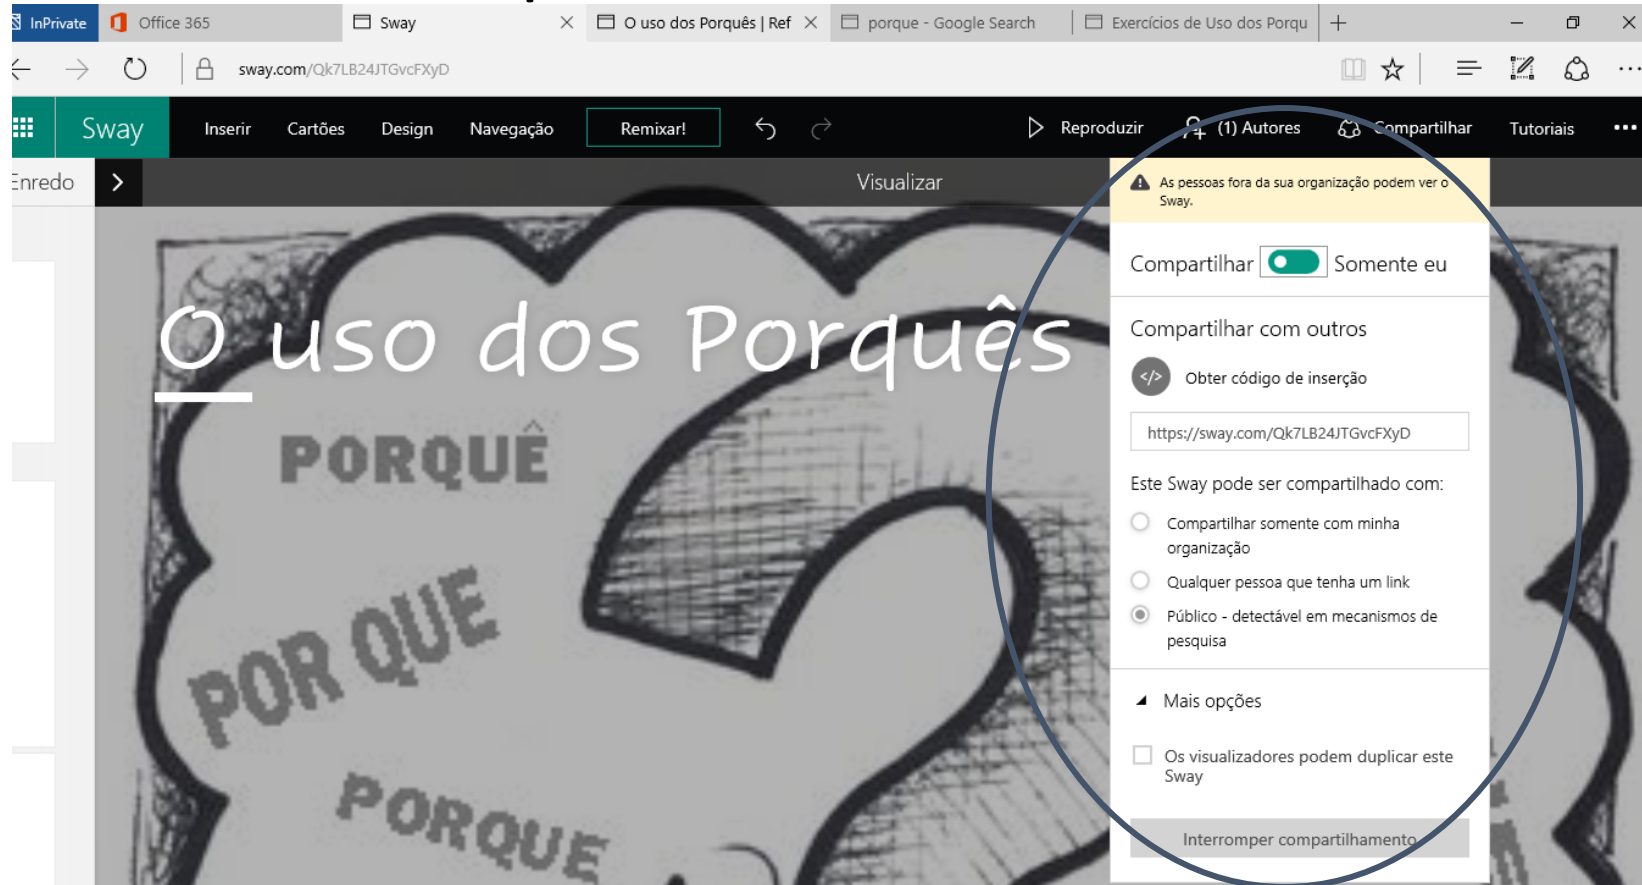 InPrivate
Office 365
Sway
O uso dos Porquês | Ref
porque - Google Search
Exercícios de Uso dos Porqu
sway.com/Qk7LB24JTGvcFXyD
Sway
Inserir
Cartões
Design
Navegação
Remixar!
Reproduzir
(1) Autores
Compartilhar
Tutoriais
Enredo
Visualizar
As pessoas fora da sua organização podem ver o
Sway.
Compartilhar
Somente eu
O uso dos Porquês
Compartilhar com outros
</> Obter código de inserção
https://sway.com/Qk7LB24JTGvcFXyD
Este Sway pode ser compartilhado com:
Compartilhar somente com minha
organização
Qualquer pessoa que tenha um link
Público - detectável em mecanismos de
pesquisa
Mais opções
Os visualizadores podem duplicar este
Sway
Interromper compartilhamento
PORQUÊ
POR QUE
PORQUE